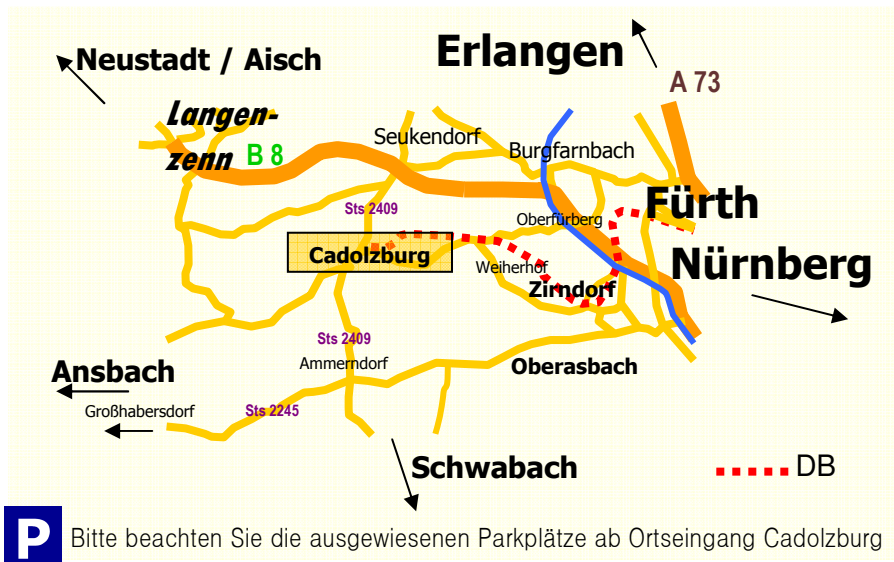 Erlangen
Neustadt / Aisch
A 73
Langen-
zenn
B 8
Seukendorf
Burgfarnbach
Sts 2409
Oberfürberg
Fürth
Cadolzburg
Weiherhof
Nürnberg
Zirndorf
Sts 2409
Ammerndorf
Oberasbach
Ansbach
Großhabersdorf
Sts 2245
Schwabach
DB
P Bitte beachten Sie die ausgewiesenen Parkplätze ab Ortseingang Cadolzburg